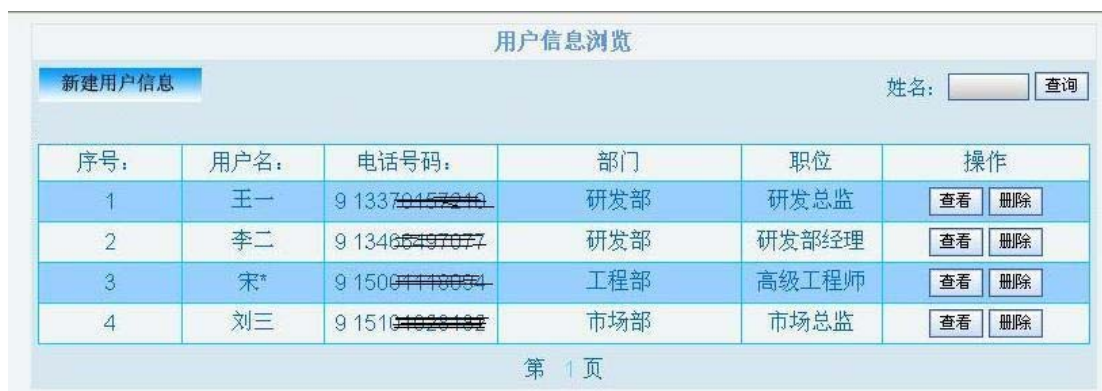 用户信息浏览
新建用户信息 姓名： 查询
序号： 用户名： 电话号码： 部门 职位 操作
1 王一 9 1337 研发部 研发总监 查看 删除
2 李二 9 1346 研发部 研发部经理 查看 删除
3 宋* 9 1500 工程部 高级工程师 查看 删除
4 刘三 9 1510 市场部 市场总监 查看 删除
第 1 页